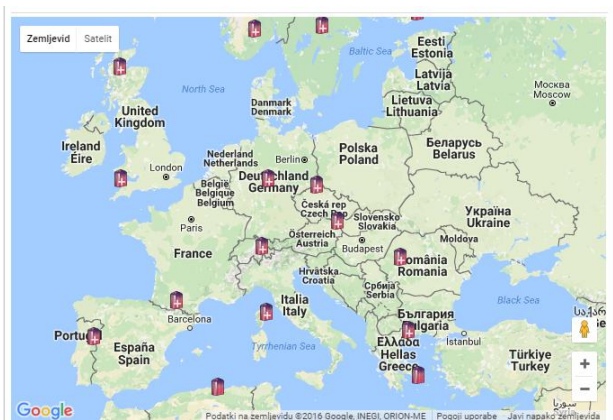 Zemljevid Satelit
Eesti
Estonia
Baltic Sea
Latvija
Latvia
Москва
Moscow
North Sea
Danmark
Denmark
Lietuva
Lithuania
United
Kingdom
Ireland
Éire
Беларусь
Belarus
Nederland
Netherlands
Berlin
Polska
Poland
London
België
Belgique
Belgium
Deutschland
Germany
Česká rep
Czech Rep
Slovensko
Slovakia
Україна
Ukraine
Paris
Österreich
Austria
Budapest
Moldova
France
România
Romania
Hrvatska
Croatia
Србија
Serbia
Italia
Italy
Black Sea
Barcelona
България
Bulgaria
Portugal
España
Spain
Tyrrhenian Sea
Ελλάδα
Hellas
Greece
İstanbul
Türkiye
Turkey
Google
Podatki na zemljevidu ©2016 Google, INEGI, ORION-ME Pogoji uporabe Javi napako zemljevida